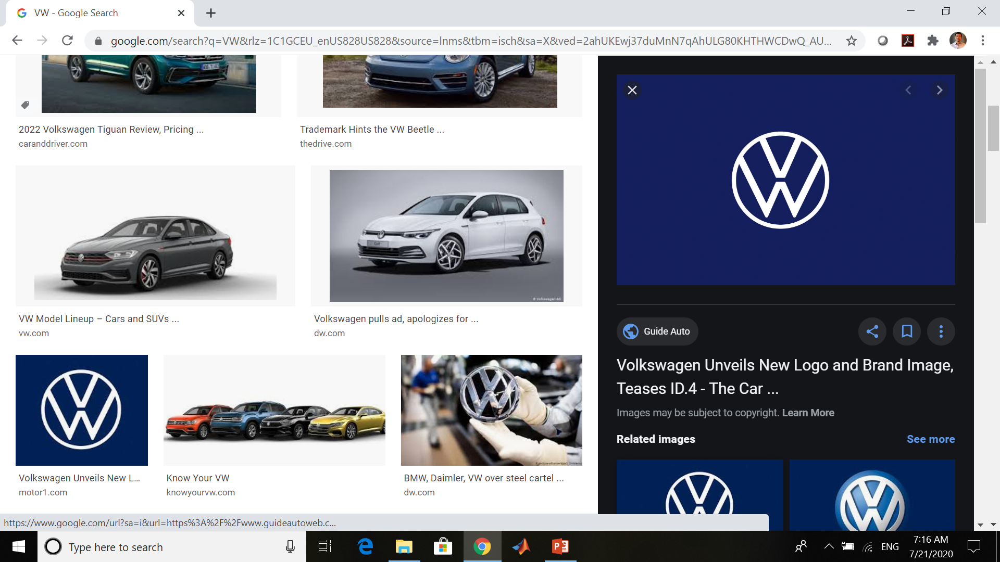 VW - Google Search
google.com/search?q=VW&rlz=1C1GCEU_enUS828US828&source=lnms&tbm=isch&sa=X&ved=2ahUKEwj37duMnN7qAhULG80KHTHWCDwQ_AU...
2022 Volkswagen Tiguan Review, Pricing ...
caranddriver.com
Trademark Hints the VW Beetle ...
thedrive.com
Golf
© Volkswagen AG
VW Model Lineup – Cars and SUVs ...
vw.com
Volkswagen pulls ad, apologizes for ...
dw.com
Volkswagen Unveils New L...
motor1.com
Know Your VW
knowyourvw.com
BMW, Daimler, VW over steel cartel ...
dw.com
Guide Auto
Volkswagen Unveils New Logo and Brand Image,
Teases ID.4 - The Car ...
Images may be subject to copyright. Learn More
Related images
See more
https://www.google.com/url?sa=i&url=https%3A%2F%2Fwww.guideautoweb.c...
Type here to search
ENG
7:16 AM
7/21/2020